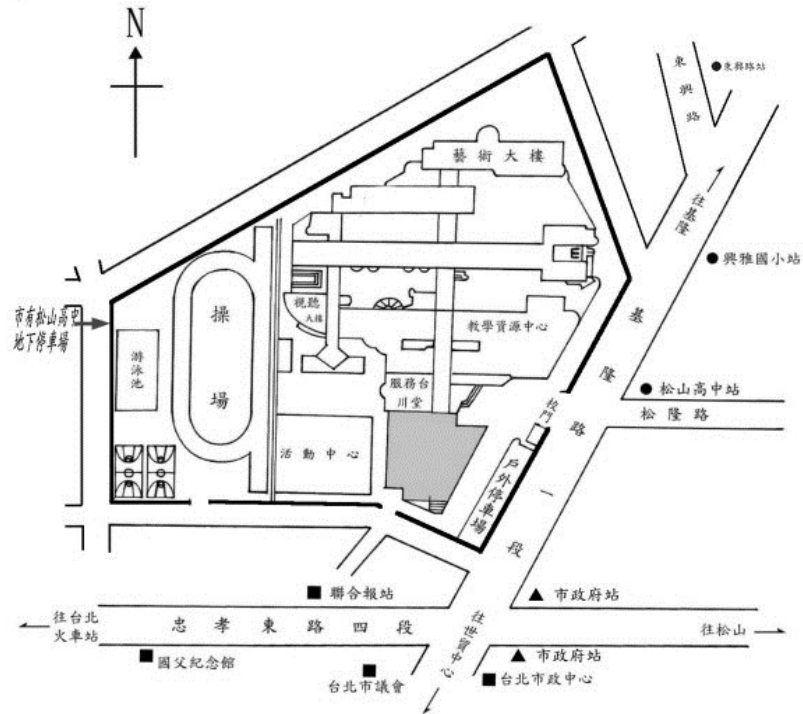 N
東興路
東興路站
藝術大樓
往基隆
興雅國小站
視聽
大樓
操場
教學資源中心
市有松山高中
地下停車場
游泳池
基隆路一段
松山高中站
松隆路
服務台
川堂
校門
活動中心
戶外停車場
聯合報站
市政府站
往台北
火車站
忠孝東路四段
往世貿中心
往松山
國父紀念館
台北市議會
市政府站
台北市政中心